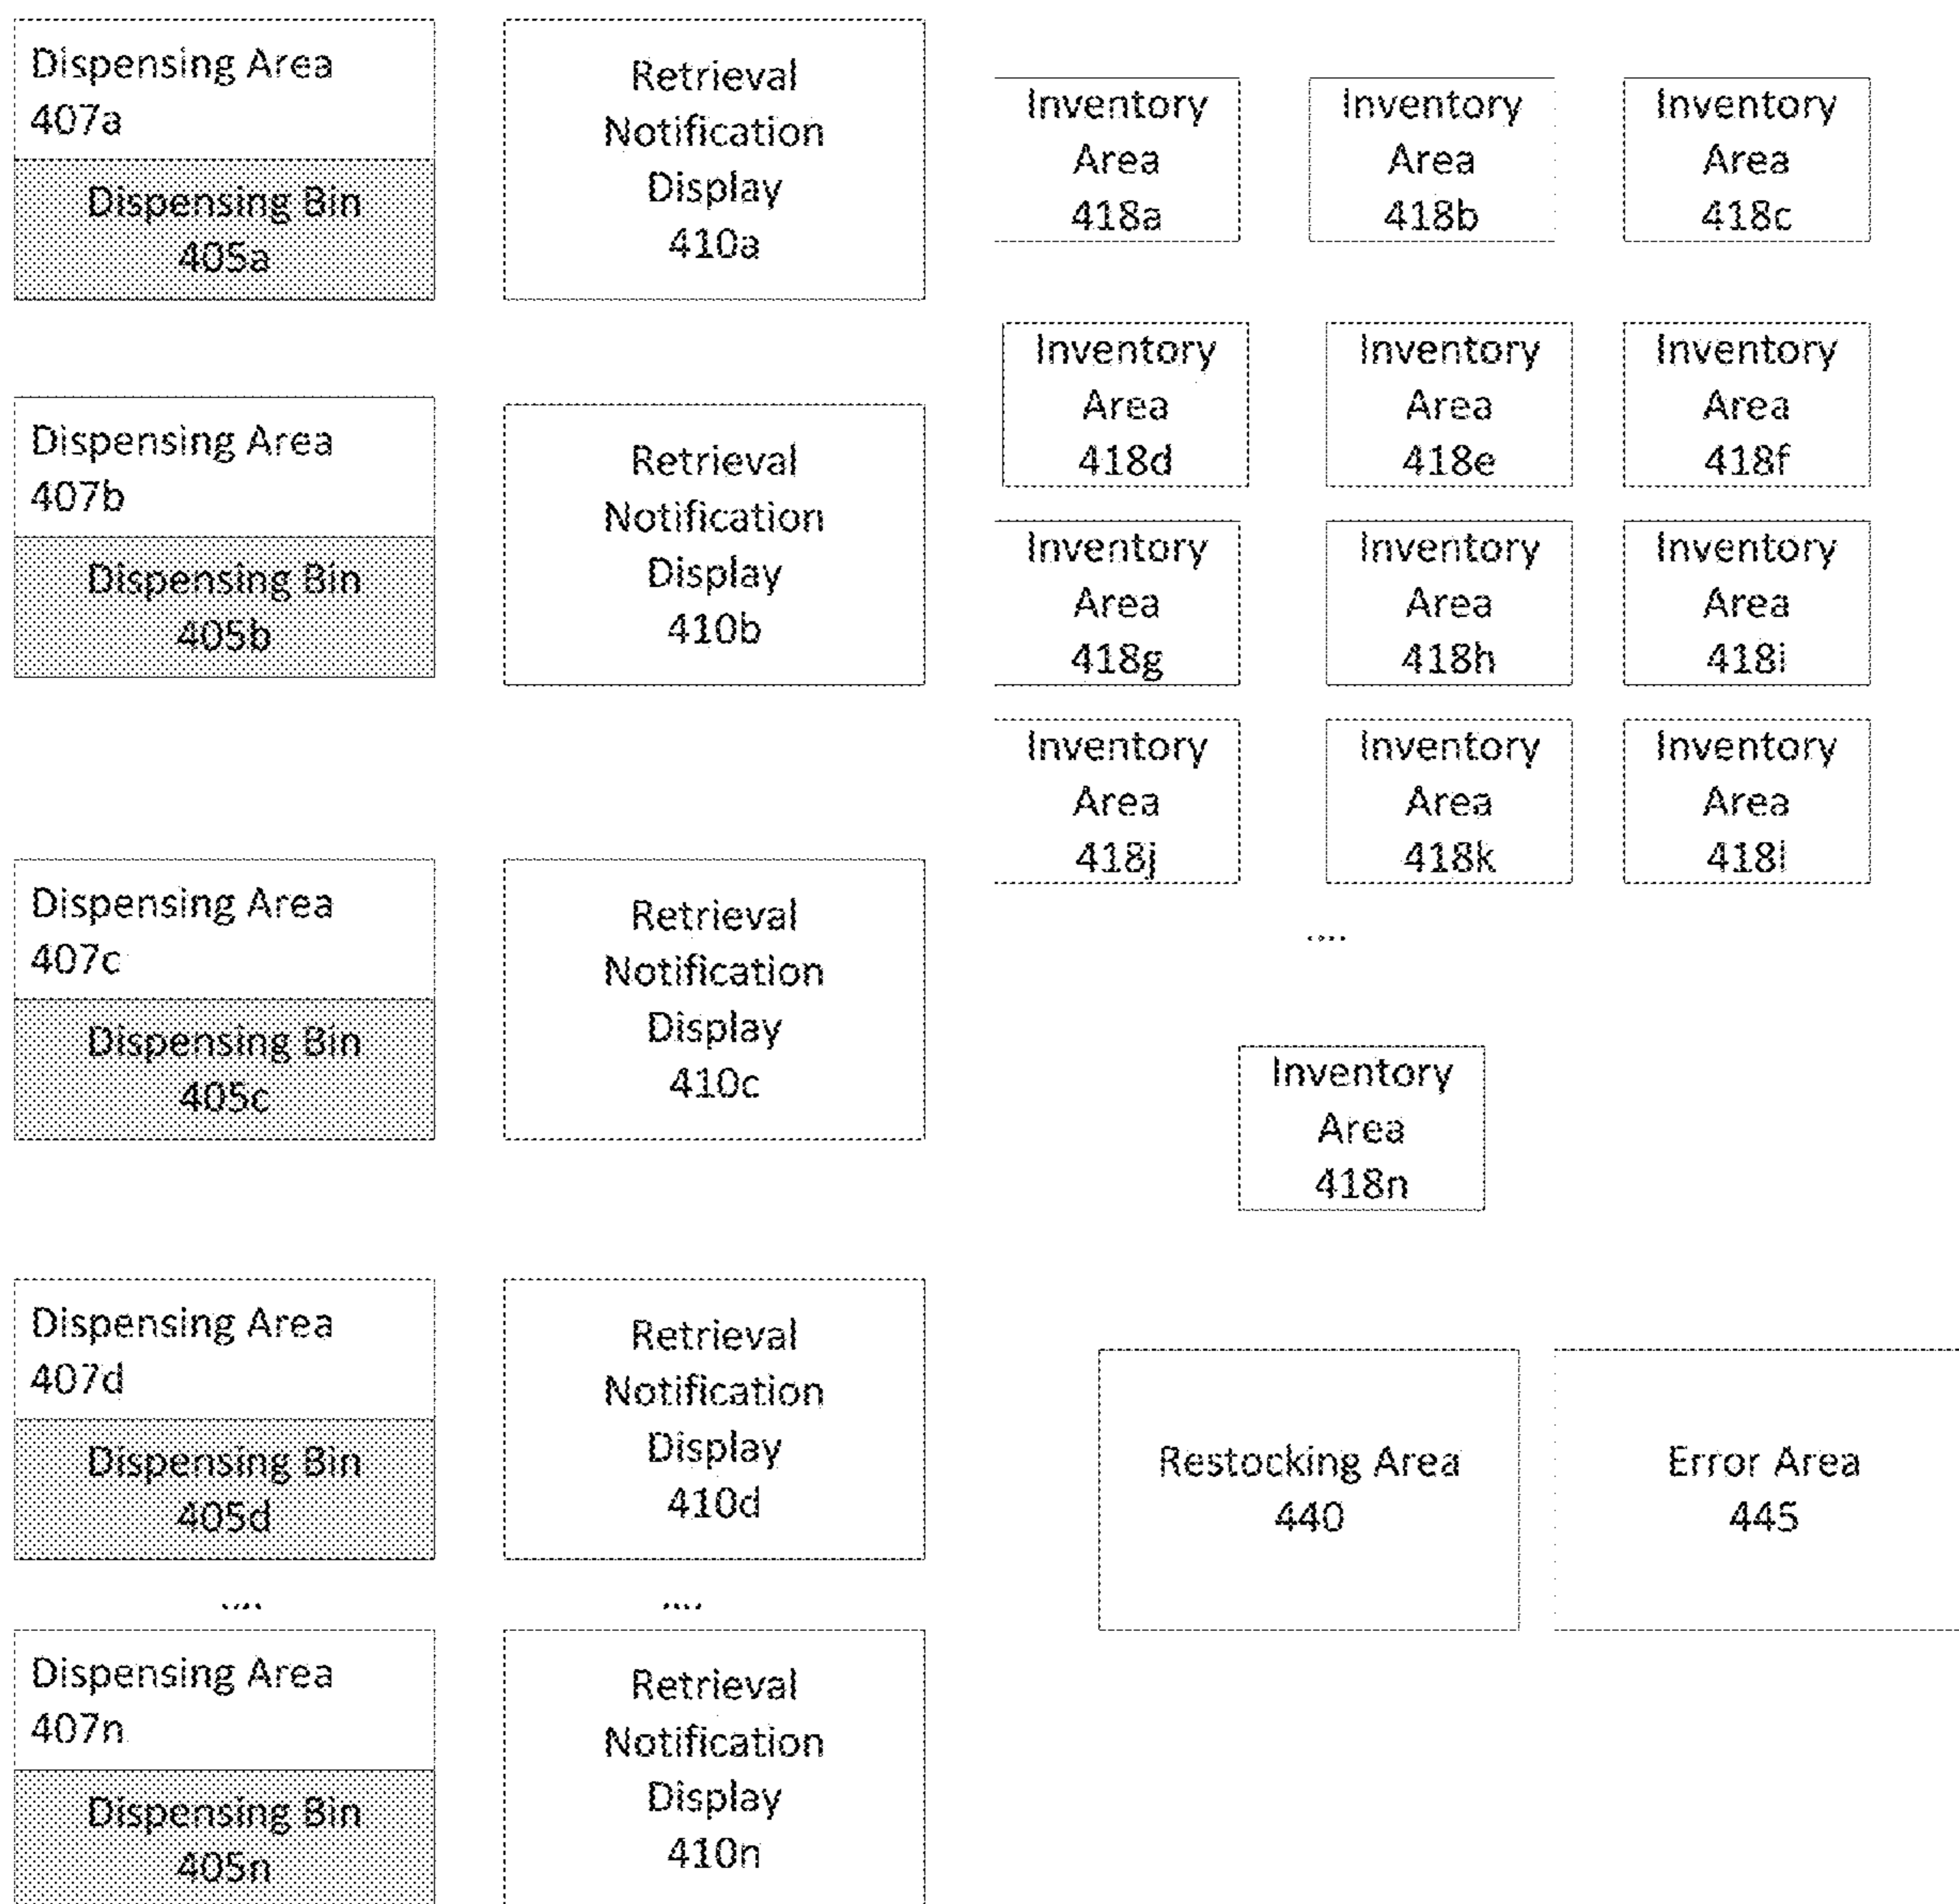 Dispensing Area
407a
Dispensing Bin
405a
Retrieval
Notification
Display
410a
Inventory
Area
418a
Inventory
Area
418b
Inventory
Area
418c
Dispensing Area
407b
Dispensing Bin
405b
Retrieval
Notification
Display
410b
Inventory
Area
418d
Inventory
Area
418e
Inventory
Area
418f
Inventory
Area
418g
Inventory
Area
418h
Inventory
Area
418i
Inventory
Area
418j
Inventory
Area
418k
Inventory
Area
418l
....
Dispensing Area
407c
Dispensing Bin
405c
Retrieval
Notification
Display
410c
Inventory
Area
418n
Dispensing Area
407d
Dispensing Bin
405d
Retrieval
Notification
Display
410d
Restocking Area
440
Error Area
445
....
....
Dispensing Area
407n
Dispensing Bin
405n
Retrieval
Notification
Display
410n